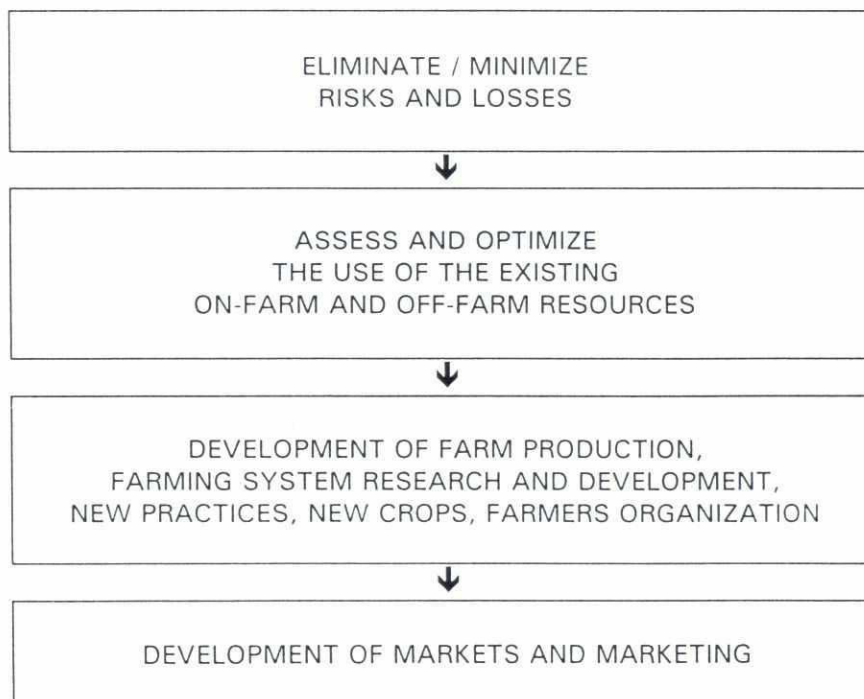 ELIMINATE / MINIMIZE
RISKS AND LOSSES
ASSESS AND OPTIMIZE
THE USE OF THE EXISTING
ON-FARM AND OFF-FARM RESOURCES
DEVELOPMENT OF FARM PRODUCTION,
FARMING SYSTEM RESEARCH AND DEVELOPMENT,
NEW PRACTICES, NEW CROPS, FARMERS ORGANIZATION
DEVELOPMENT OF MARKETS AND MARKETING